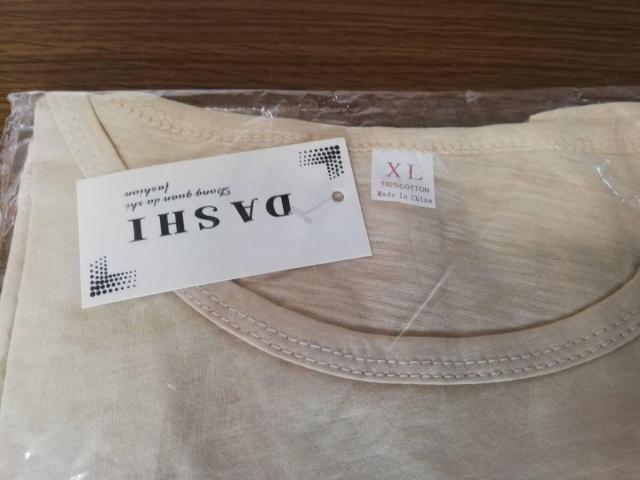 DASHI
Dong guan da shi
fashion
XL
100%COTTON
Made In China